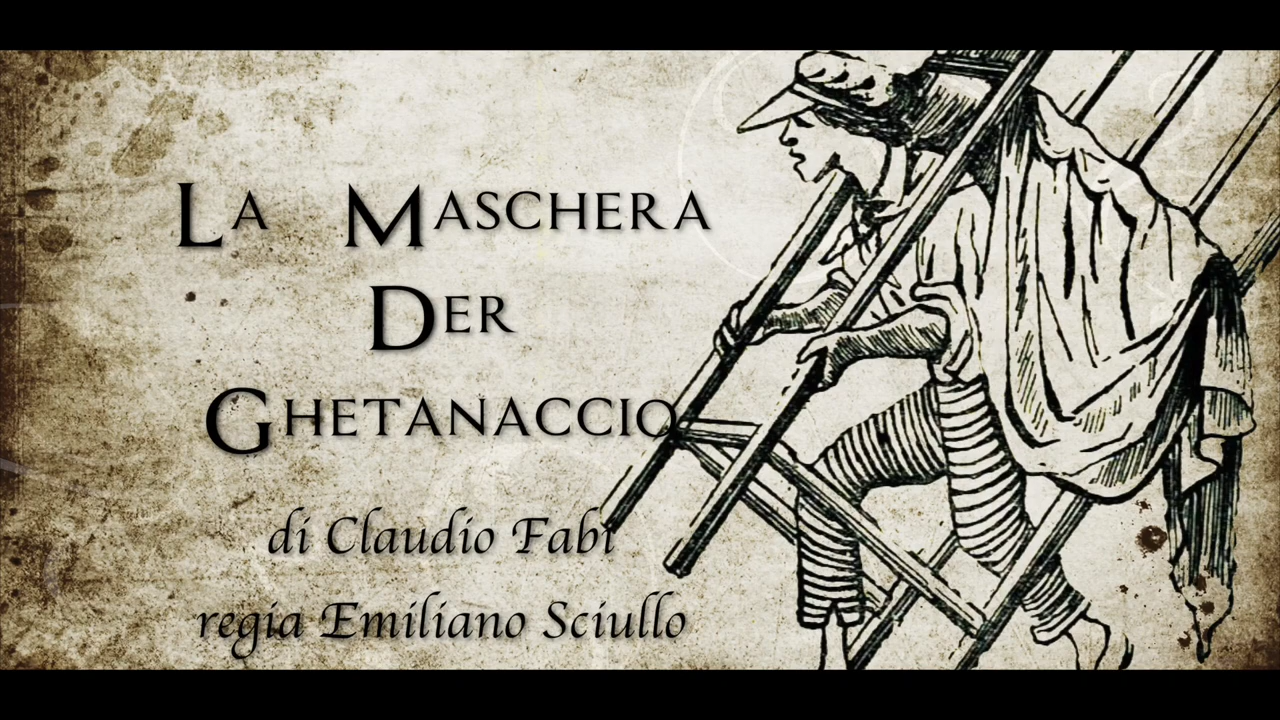 La Maschera
Der
Ghetanaccio
di Claudio Fabi
regia Emiliano Sciullo